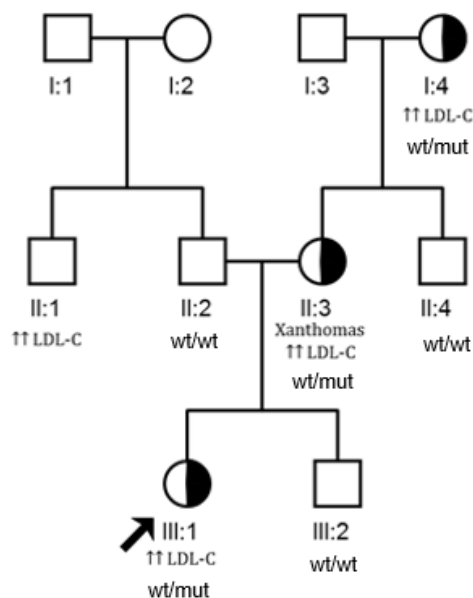 I:1
I:2
I:3
I:4
↑↑ LDL-C
wt/mut
II:1
↑↑ LDL-C
II:2
wt/wt
II:3
Xanthomas
↑↑ LDL-C
wt/mut
II:4
wt/wt
III:1
↑↑ LDL-C
wt/mut
III:2
wt/wt